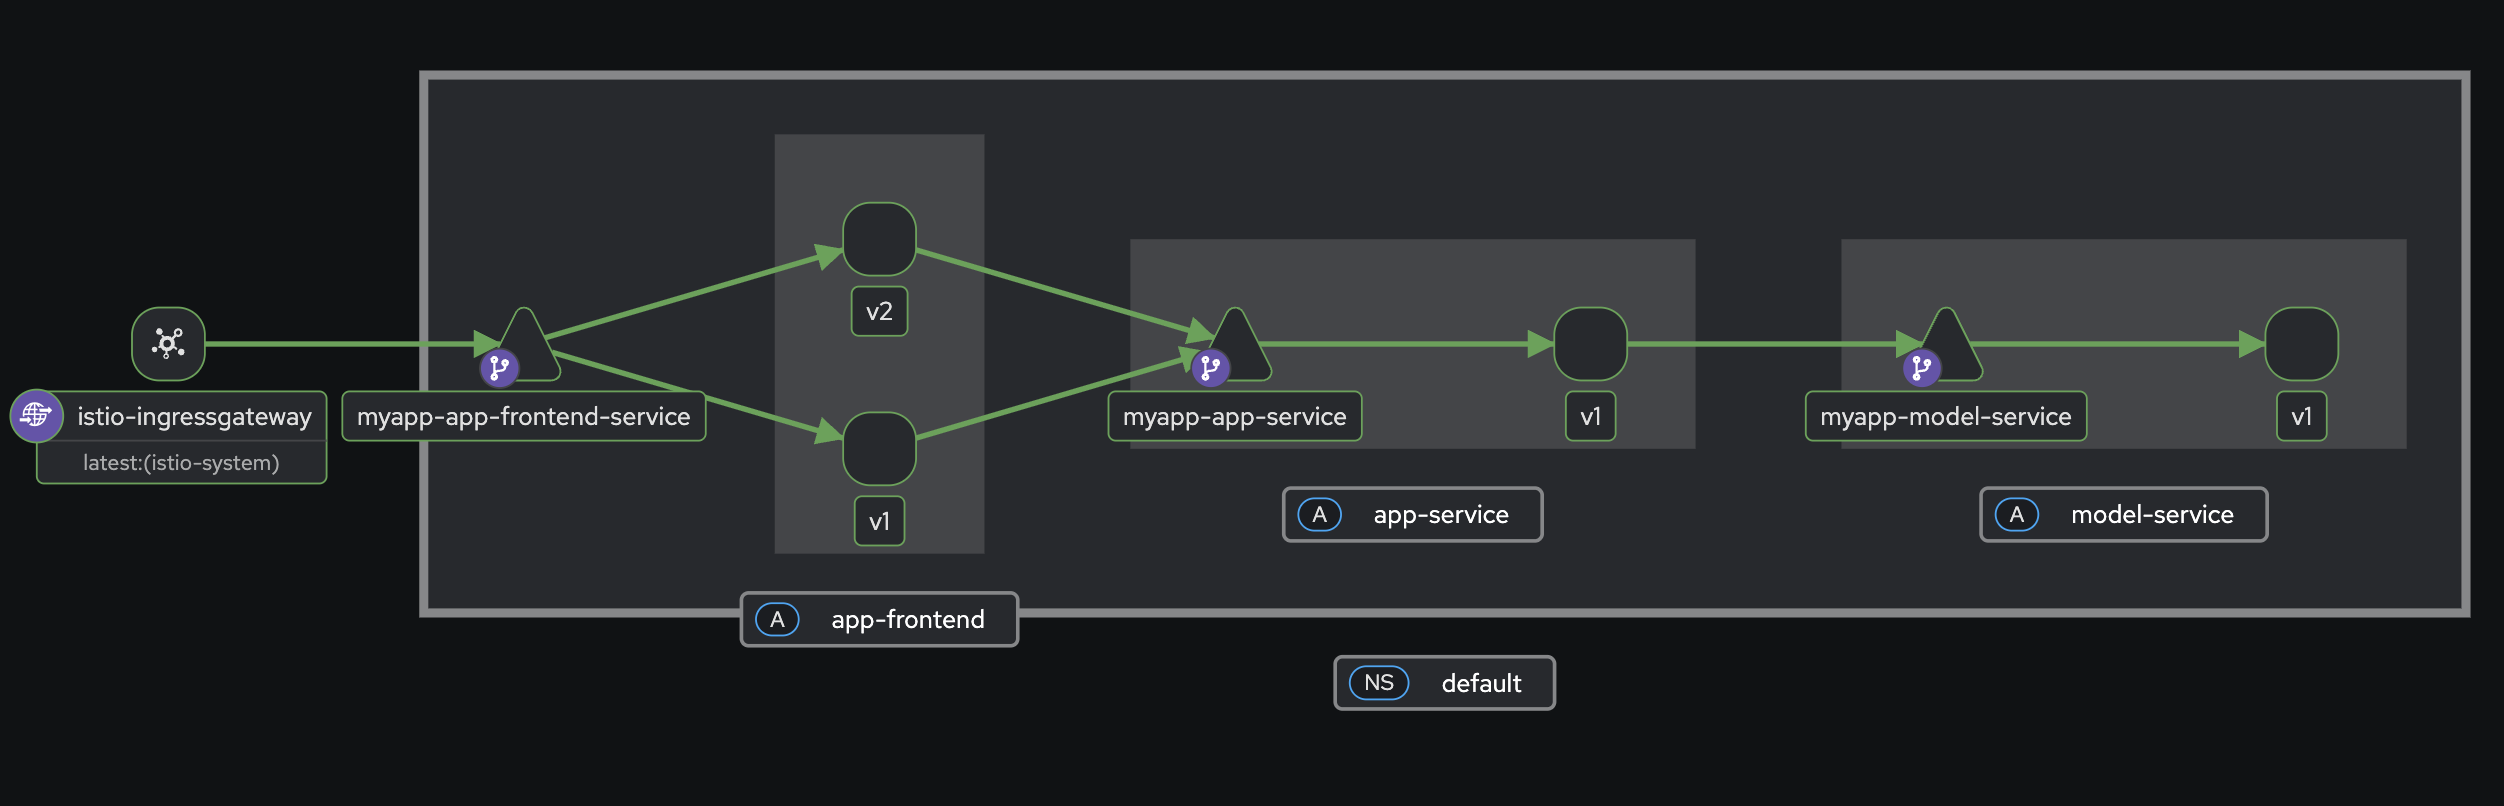 istio-ingressgateway
latest:(istio-system)
myapp-app-frontend-service
v2
v1
A app-frontend
myapp-app-service
v1
A app-service
myapp-model-service
v1
A model-service
NS default